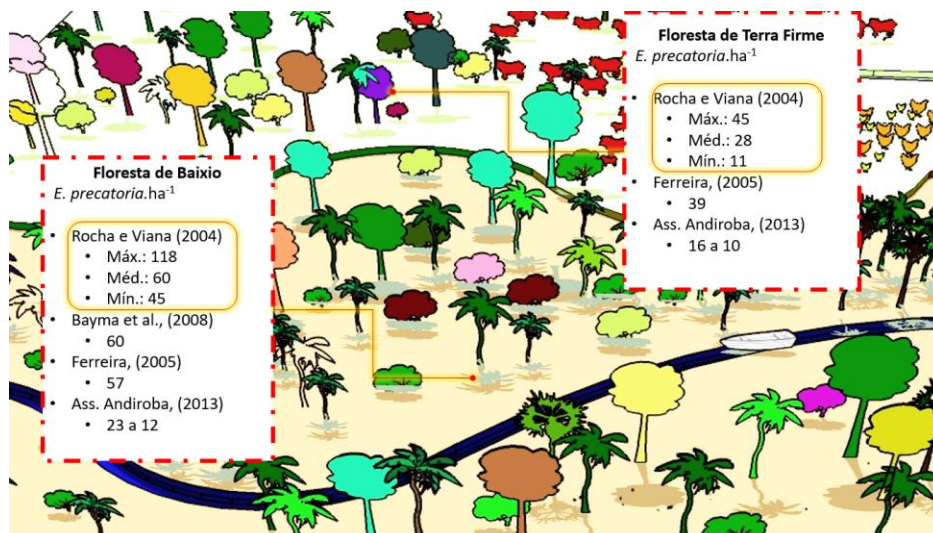 Floresta de Baixio
E. precatoria.ha⁻¹
• Rocha e Viana (2004)
• Máx.: 118
• Méd.: 60
• Mín.: 45
• Bayma et al., (2008)
• 60
• Ferreira, (2005)
• 57
• Ass. Andiroba, (2013)
• 23 a 12
Floresta de Terra Firme
E. precatoria.ha⁻¹
• Rocha e Viana (2004)
• Máx.: 45
• Méd.: 28
• Mín.: 11
• Ferreira, (2005)
• 39
• Ass. Andiroba, (2013)
• 16 a 10